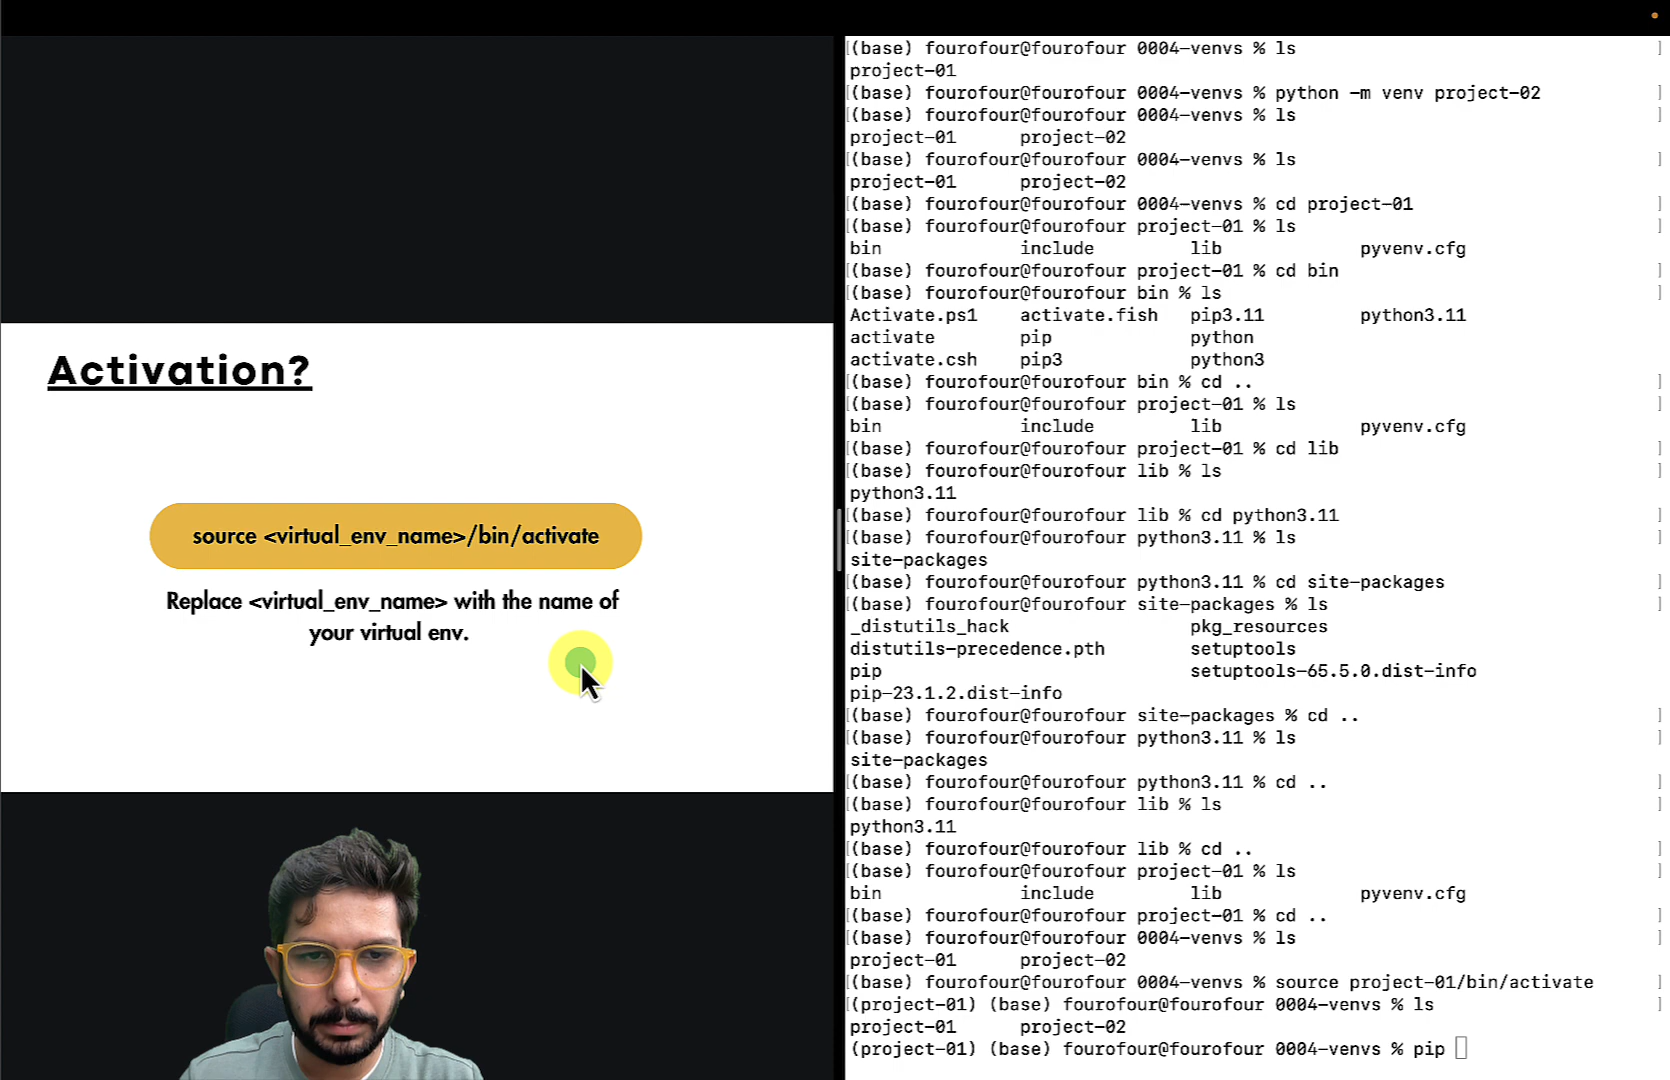 Activation?
source <virtual_env_name>/bin/activate
Replace <virtual_env_name> with the name of
your virtual env.
(base) fourofour@fourofour 0004-venvs % ls
project-01 project-02
(base) fourofour@fourofour 0004-venvs % python -m venv project-02
(base) fourofour@fourofour 0004-venvs % ls
project-01 project-02
(base) fourofour@fourofour 0004-venvs % ls
project-01 project-02
(base) fourofour@fourofour 0004-venvs % cd project-01
(base) fourofour@fourofour project-01 % ls
bin include lib pyvenv.cfg
(base) fourofour@fourofour project-01 % cd bin
(base) fourofour@fourofour bin % ls
Activate.ps1 activate.fish pip3.11 python3.11
activate pip python
activate.csh pip3 python3
(base) fourofour@fourofour bin % cd ..
(base) fourofour@fourofour project-01 % ls
bin include lib pyvenv.cfg
(base) fourofour@fourofour project-01 % cd lib
(base) fourofour@fourofour lib % ls
python3.11
(base) fourofour@fourofour lib % cd python3.11
(base) fourofour@fourofour python3.11 % ls
site-packages
(base) fourofour@fourofour python3.11 % cd site-packages
(base) fourofour@fourofour site-packages % ls
_distutils_hack pkg_resources
distutils-precedence.pth setuptools
pip setuptools-65.5.0.dist-info
pip-23.1.2.dist-info
(base) fourofour@fourofour site-packages % cd ..
(base) fourofour@fourofour python3.11 % ls
site-packages
(base) fourofour@fourofour python3.11 % cd ..
(base) fourofour@fourofour lib % ls
python3.11
(base) fourofour@fourofour lib % cd ..
(base) fourofour@fourofour project-01 % ls
bin include lib pyvenv.cfg
(base) fourofour@fourofour project-01 % cd ..
(base) fourofour@fourofour 0004-venvs % ls
project-01 project-02
(base) fourofour@fourofour 0004-venvs % source project-01/bin/activate
(project-01) (base) fourofour@fourofour 0004-venvs % ls
project-01 project-02
(project-01) (base) fourofour@fourofour 0004-venvs % pip